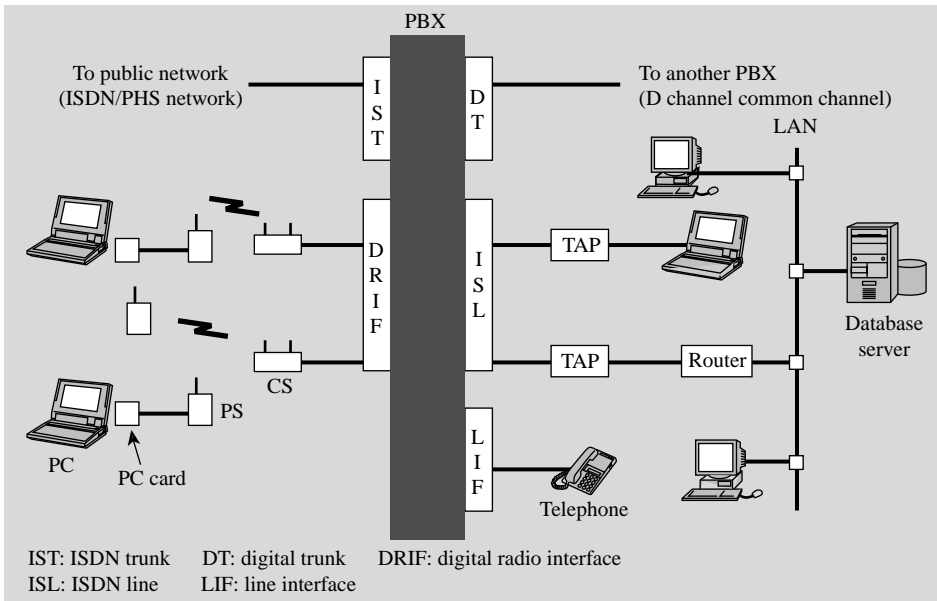 PBX
To public network
(ISDN/PHS network)
I
S
T
D
T
To another PBX
(D channel common channel)
LAN
D
R
I
F
I
S
L
TAP
Database
server
TAP
Router
CS
PS
PC
PC card
L
I
F
Telephone
IST: ISDN trunk DT: digital trunk DRIF: digital radio interface
ISL: ISDN line LIF: line interface